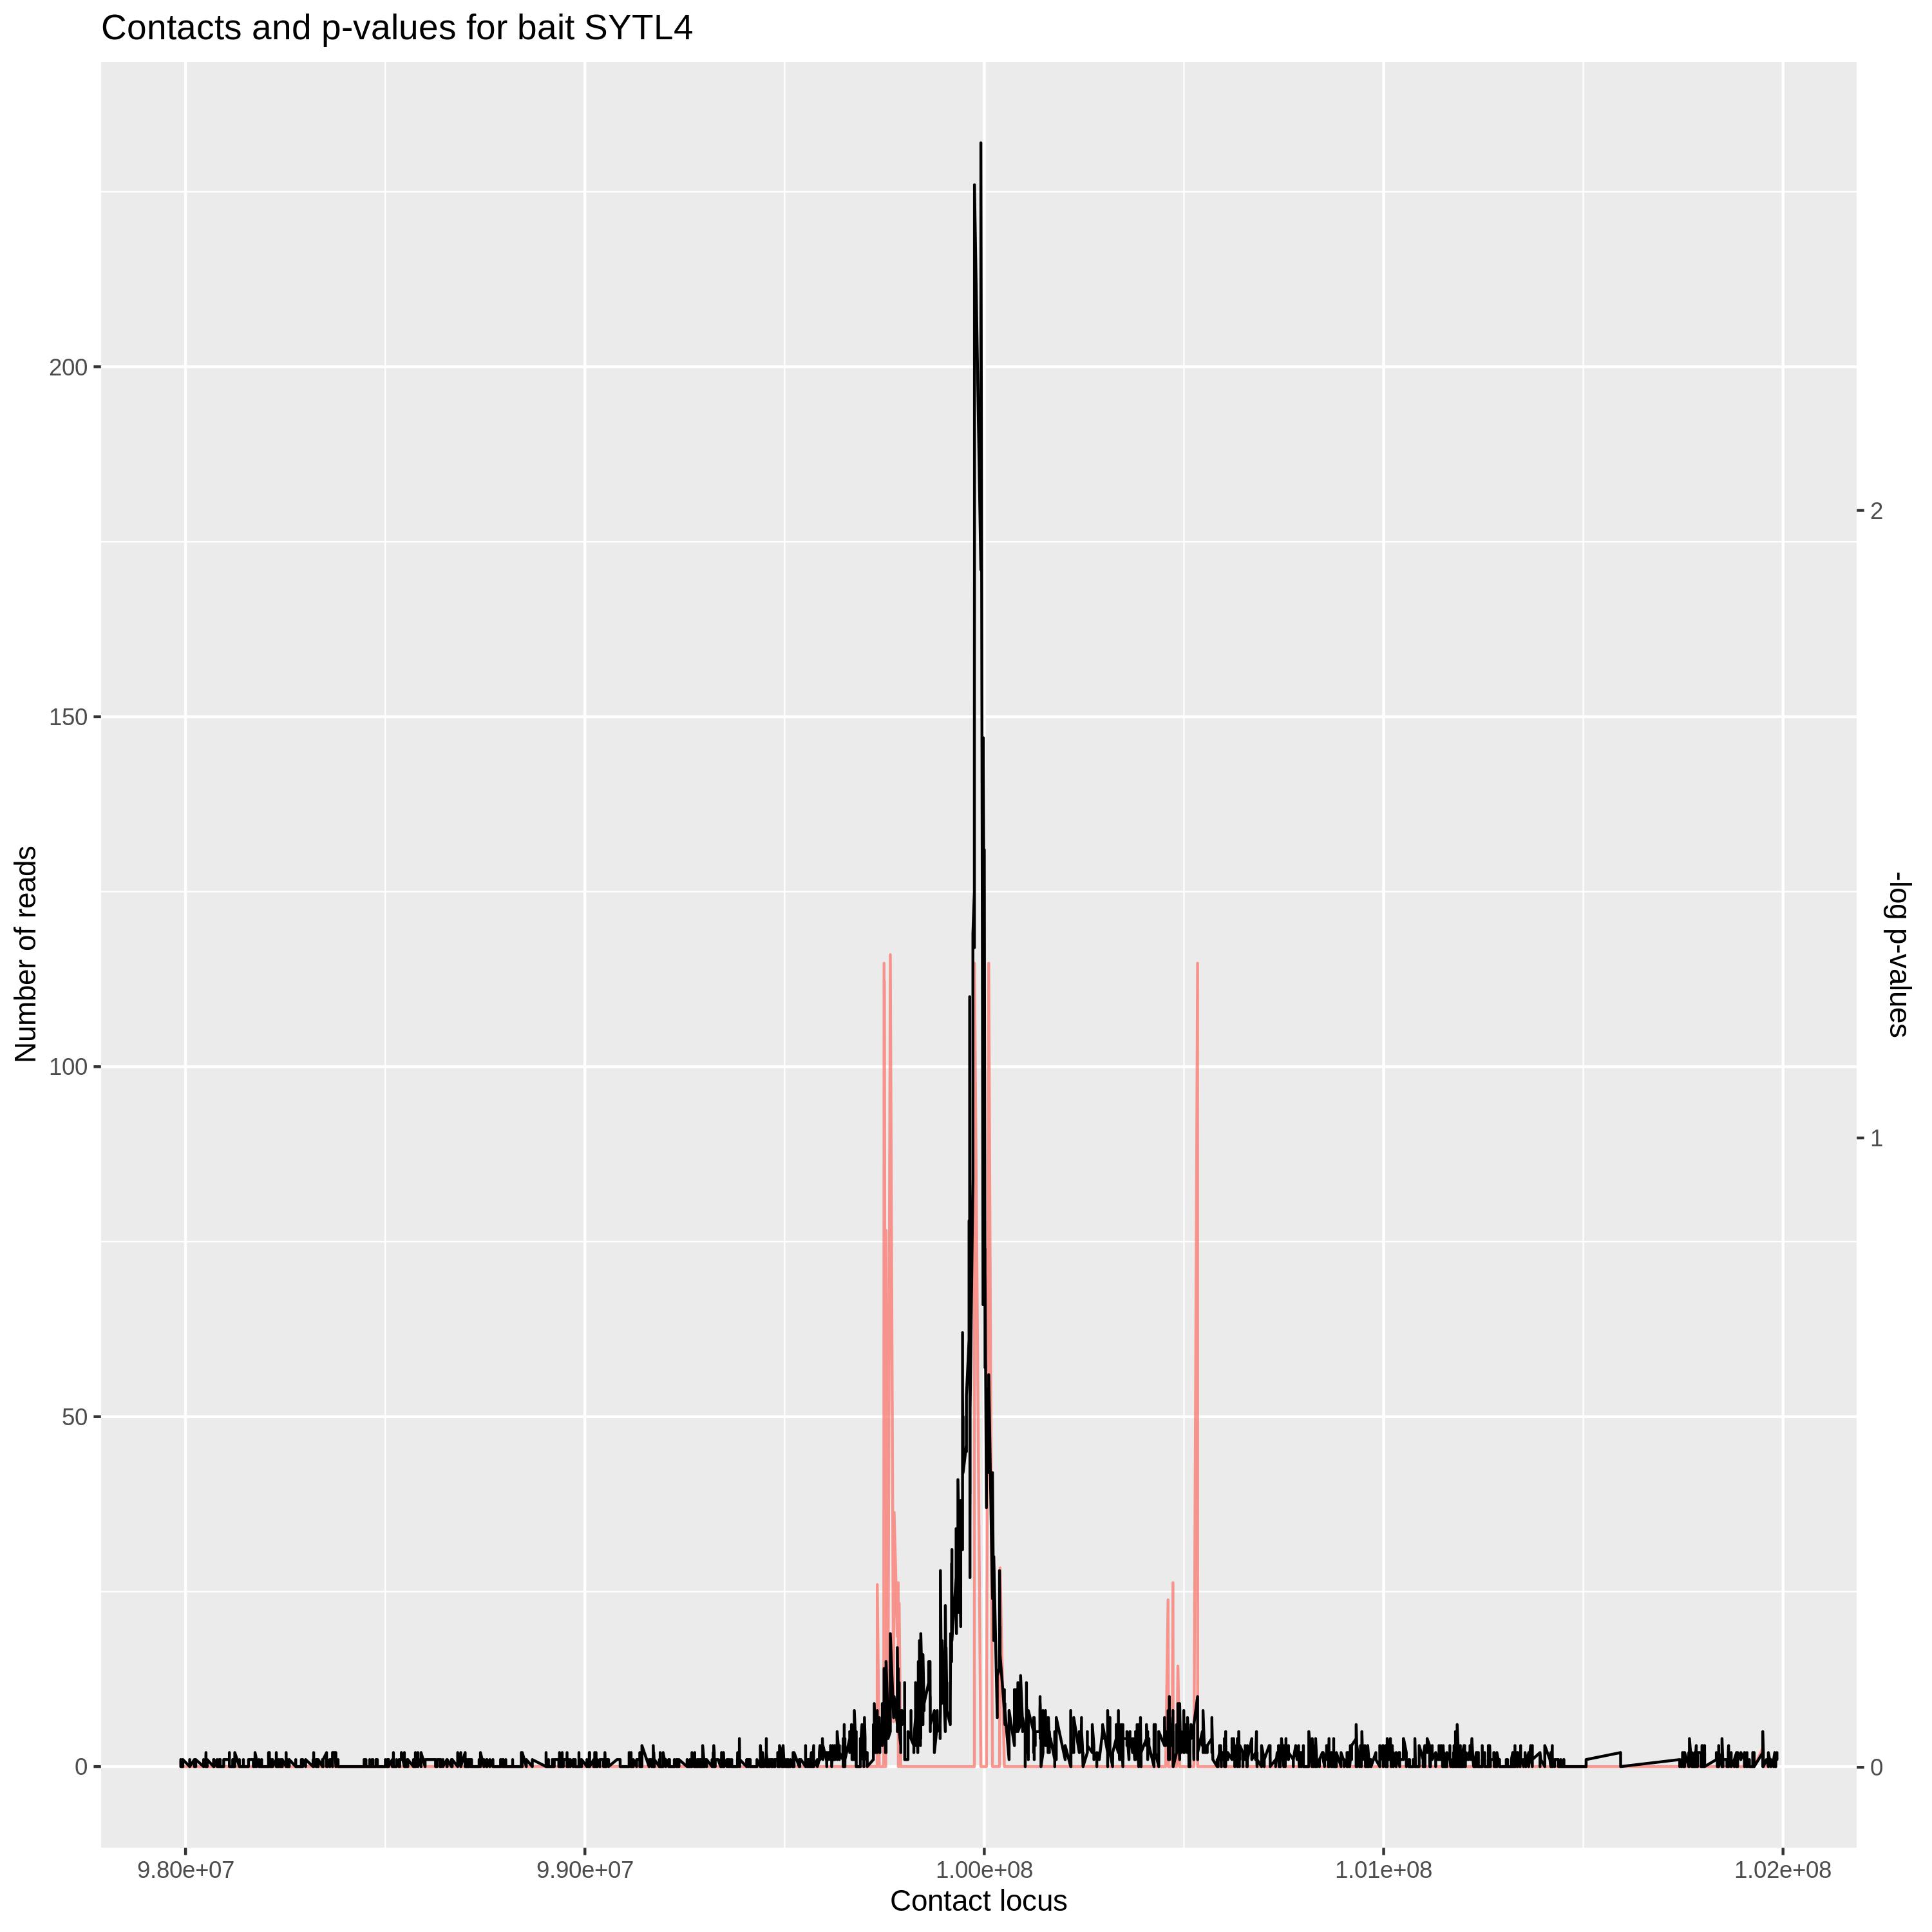 Contacts and p-values for bait SYTL4
Number of reads
200
150
100
50
0
2
1
0
-log p-values
9.80e+07 9.90e+07 1.00e+08 1.01e+08 1.02e+08
Contact locus